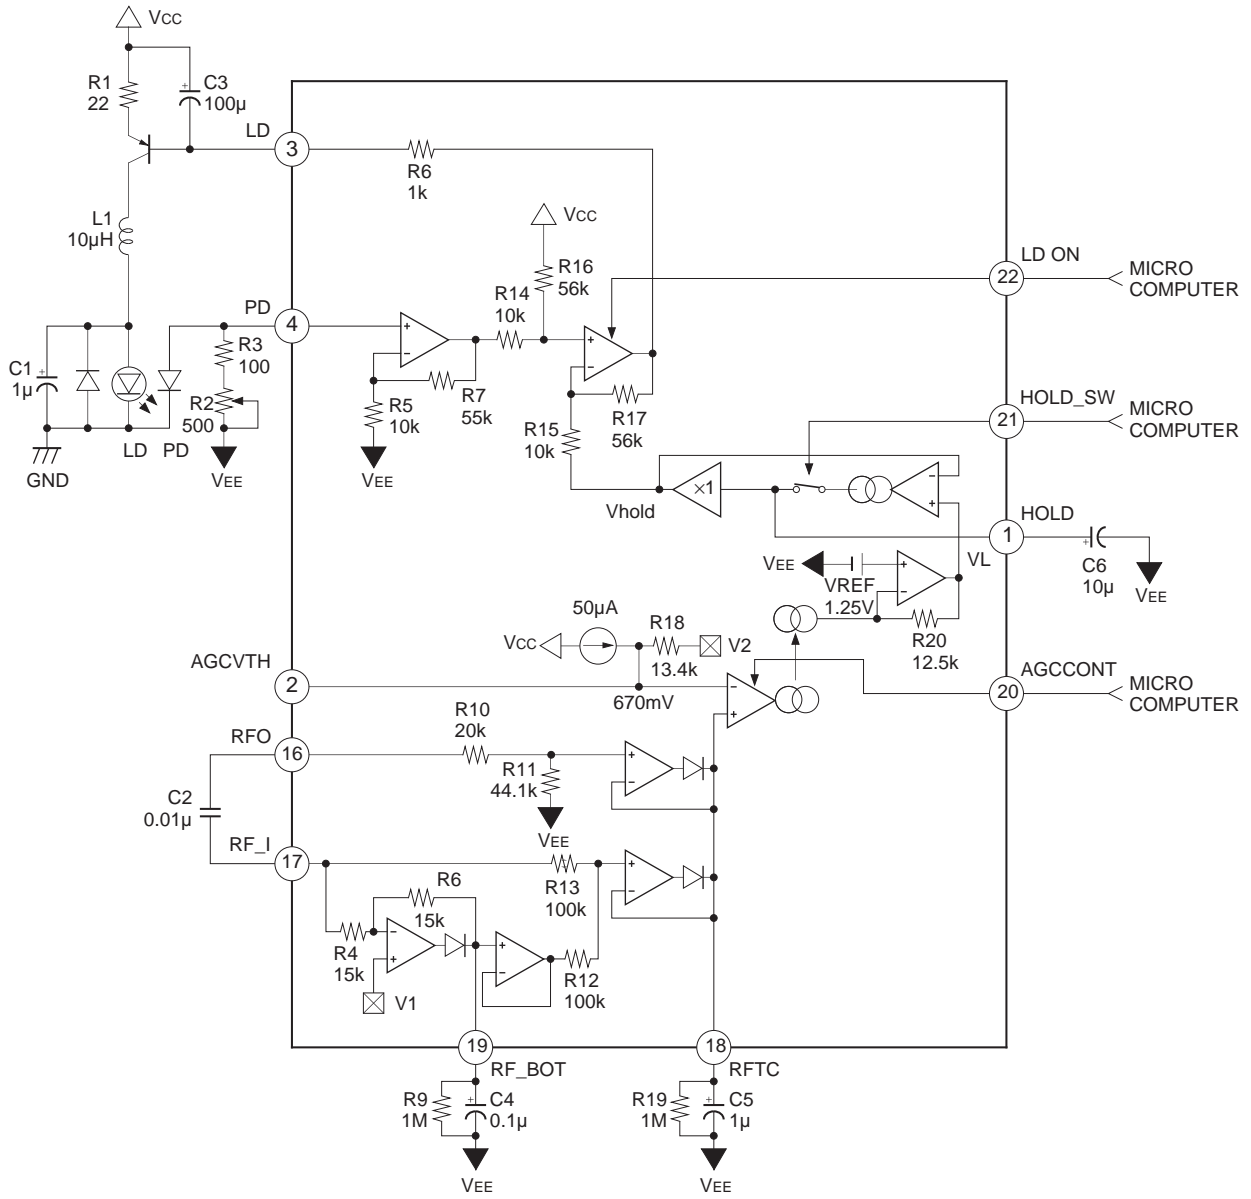 VCC
R1
22
C3
100µ
LD
3
R6
1k
L1
10µH
VCC
R16
56k
R14
10k
LD ON
22
MICRO
COMPUTER
PD
4
R3
100
C1
1µ
R2
500
LD
PD
GND
VEE
R7
55k
R5
10k
VEE
R17
56k
R15
10k
HOLD_SW
21
MICRO
COMPUTER
×1
Vhold
HOLD
1
C6
10µ
VEE
VL
VEE
VREF
1.25V
50µA
VCC
R18
13.4k
V2
R20
12.5k
AGCVTH
2
670mV
AGCCONT
20
MICRO
COMPUTER
RFO
16
R10
20k
R11
44.1k
VEE
C2
0.01µ
RF_I
17
R13
100k
R6
15k
R4
15k
V1
R12
100k
19
RF_BOT
18
RFTC
R9
1M
C4
0.1µ
VEE
R19
1M
C5
1µ
VEE
+
−